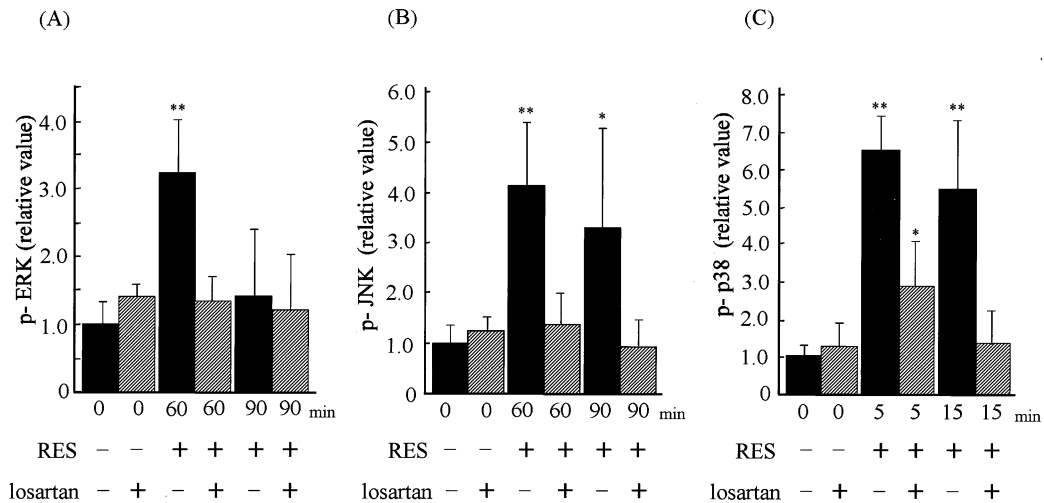 (A)
p- ERK (relative value)
4.0
3.0
2.0
1.0
0
**
0 0 60 60 90 90 min
RES − − + + + +
losartan − + − + − +
(B)
p- JNK (relative value)
6.0
5.0
4.0
3.0
2.0
1.0
0
** *
0 0 60 60 90 90 min
− − + + + +
− + − + − +
(C)
p- p38 (relative value)
8.0
7.0
6.0
5.0
4.0
3.0
2.0
1.0
0
** * **
0 0 5 5 15 15 min
RES − − + + + +
losartan − + − + − +